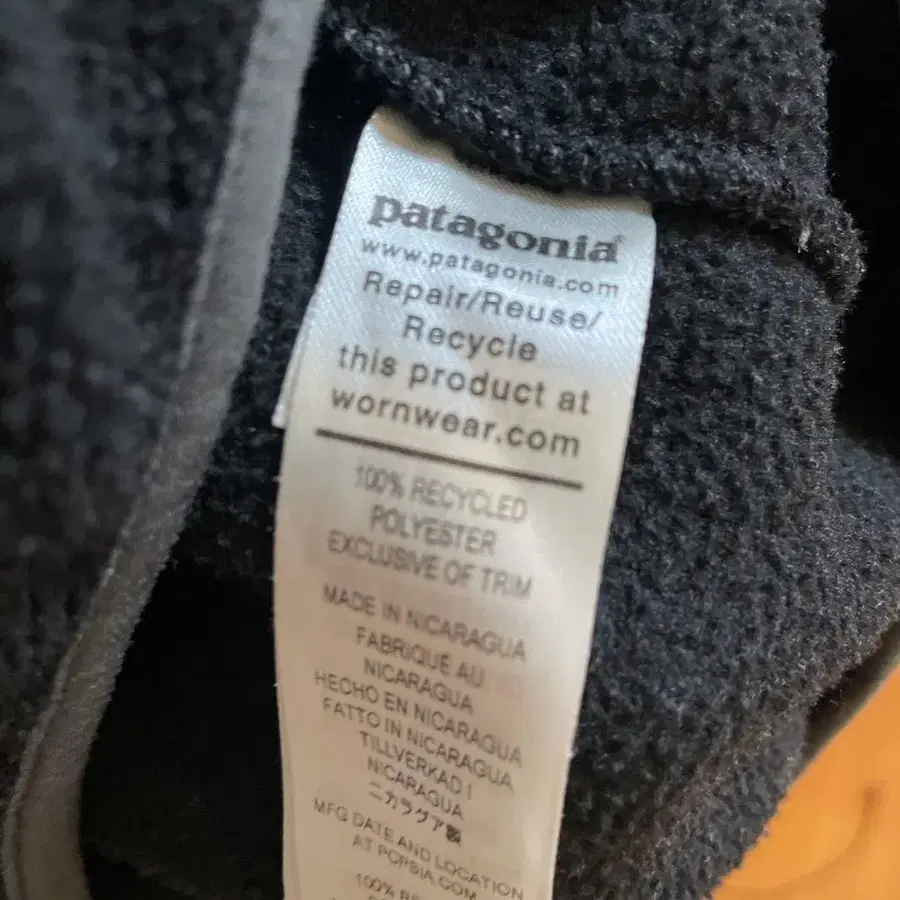 patagonia®
www.patagonia.com
Repair/Reuse/
Recycle
this product at
wornwear.com
100% RECYCLED
POLYESTER
EXCLUSIVE OF TRIM
MADE IN NICARAGUA
FABRIQUÉ AU
NICARAGUA
HECHO EN NICARAGUA
FATTO IN NICARAGUA
TILLVERKAD I
NICARAGUA
ニカラグア製
MFG DATE AND LOCATION
AT PCPSIA.COM
100%